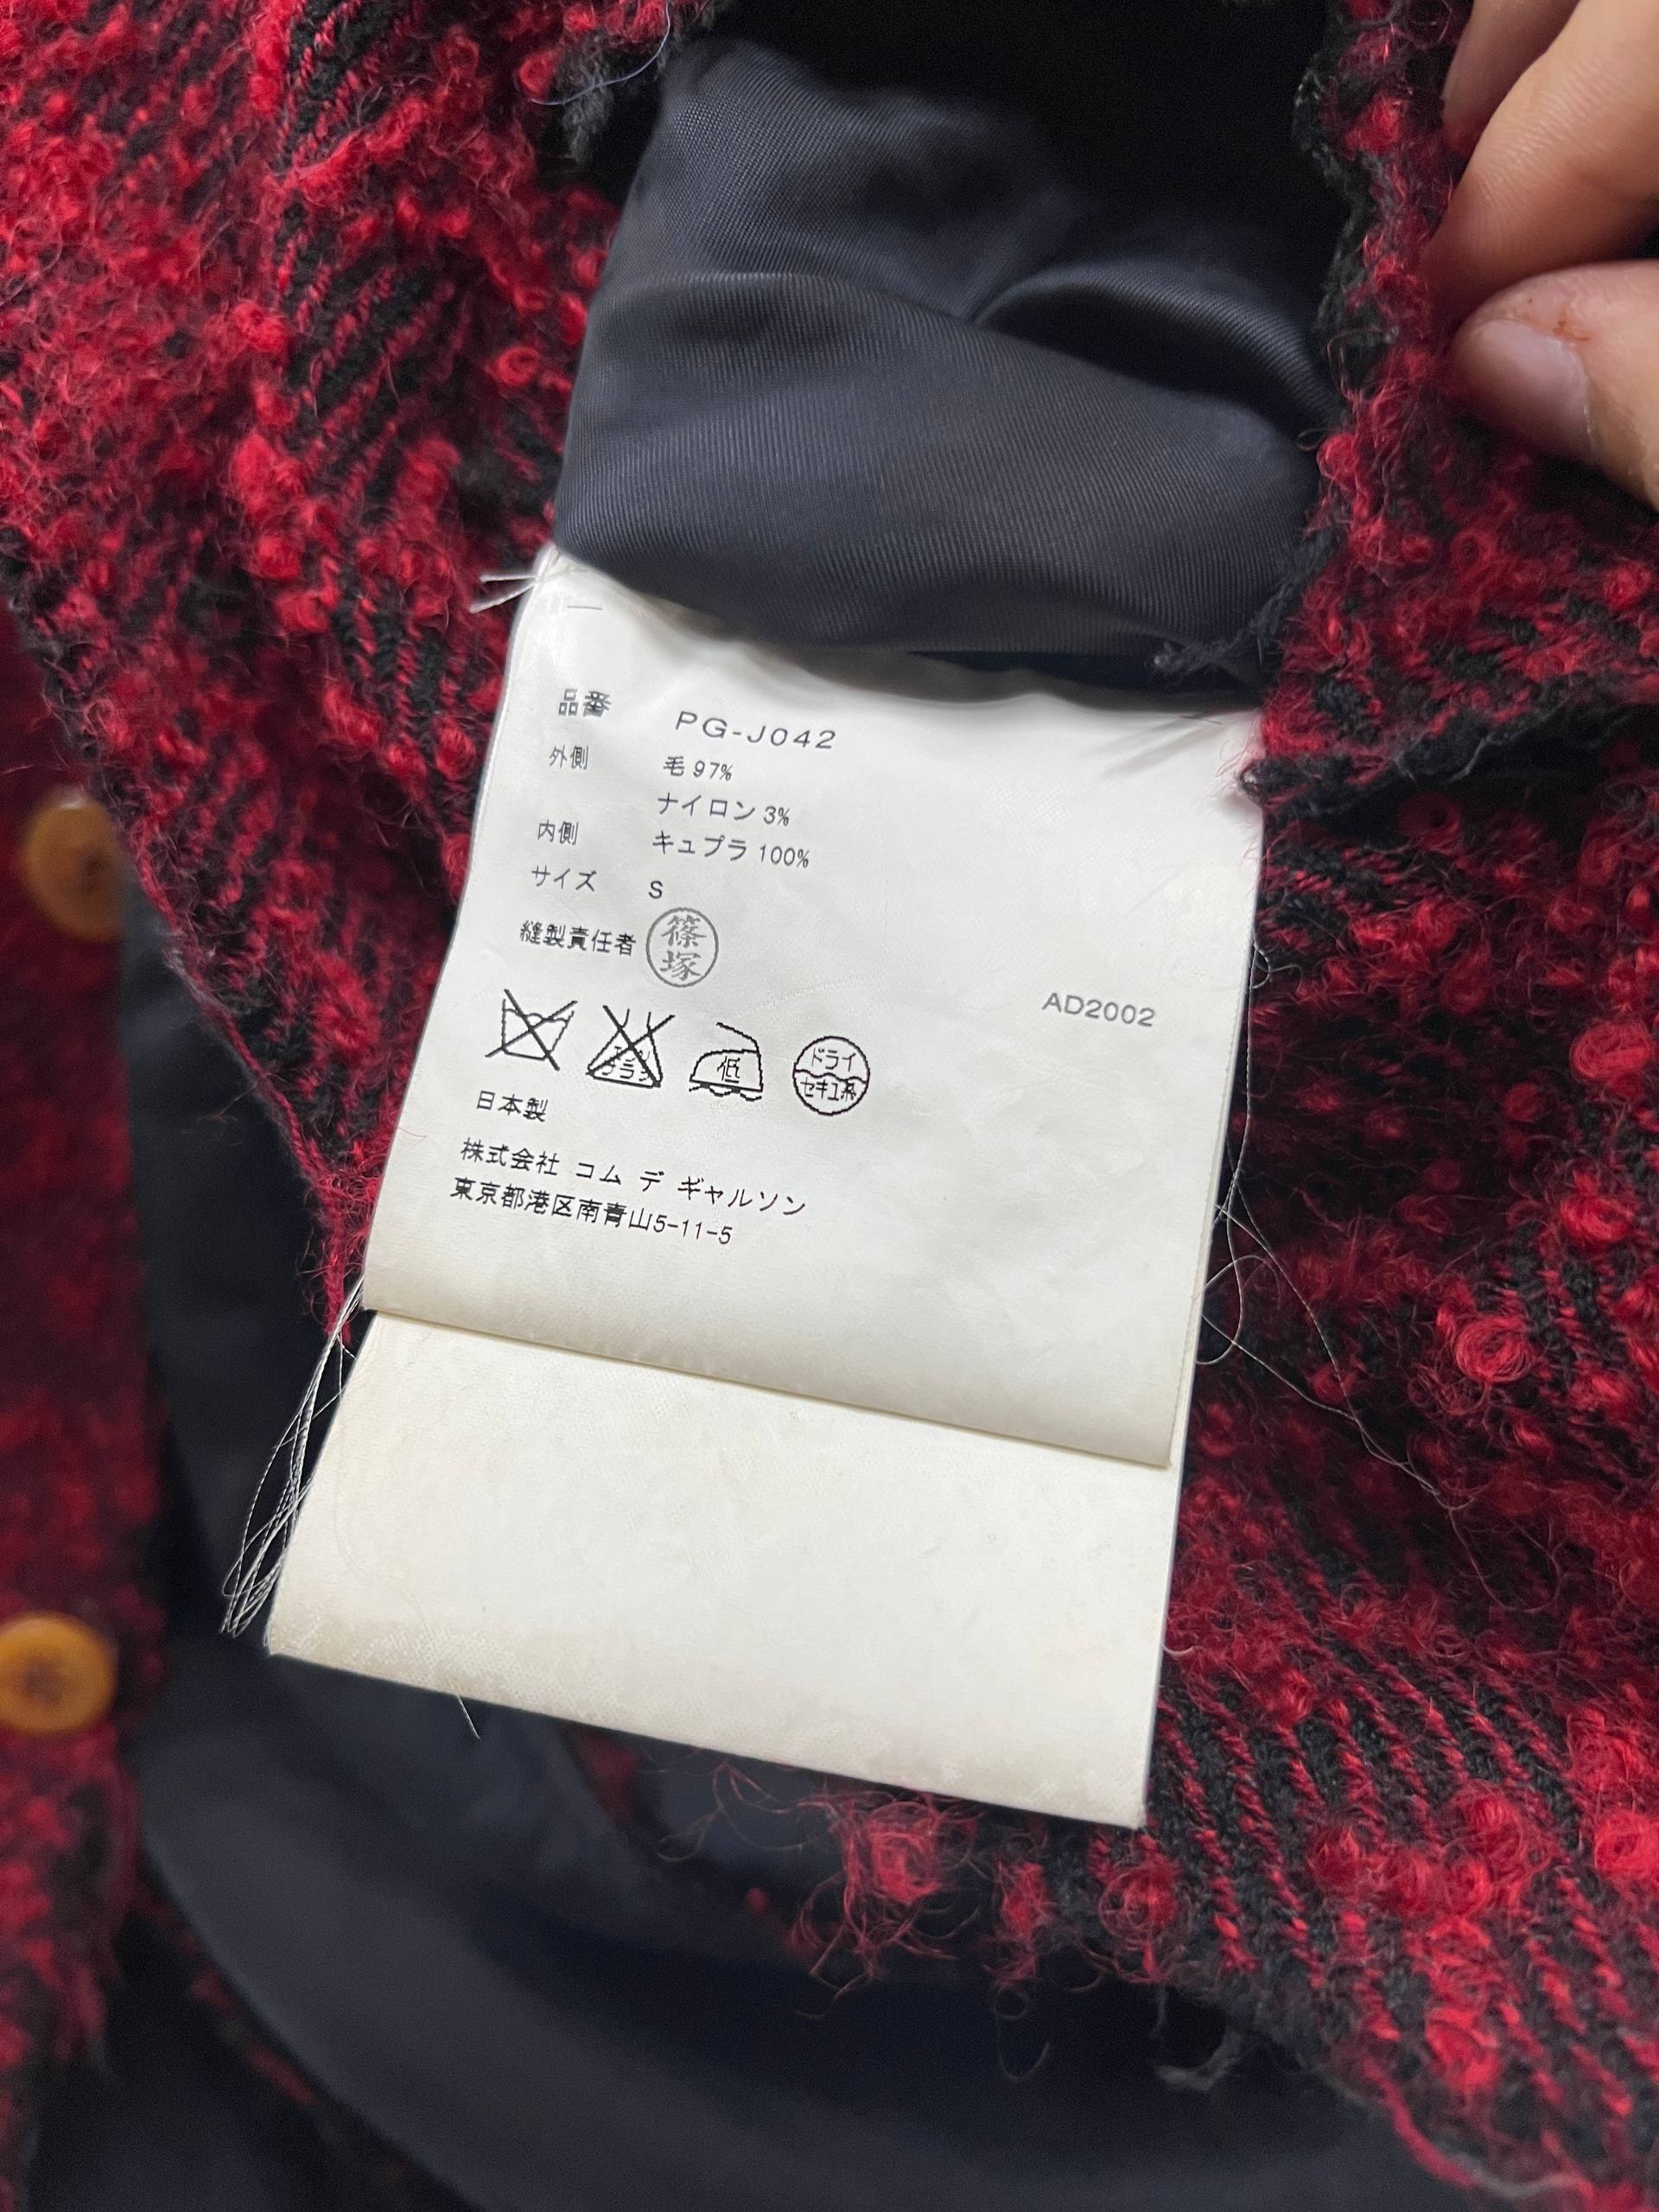 品番 PG-J042
外側 毛 97%
ナイロン 3%
内側 キュプラ 100%
サイズ S
縫製責任者 篠塚
AD2002
低
ドライ
セキユ系
日本製
株式会社 コム デ ギャルソン
東京都港区南青山5-11-5